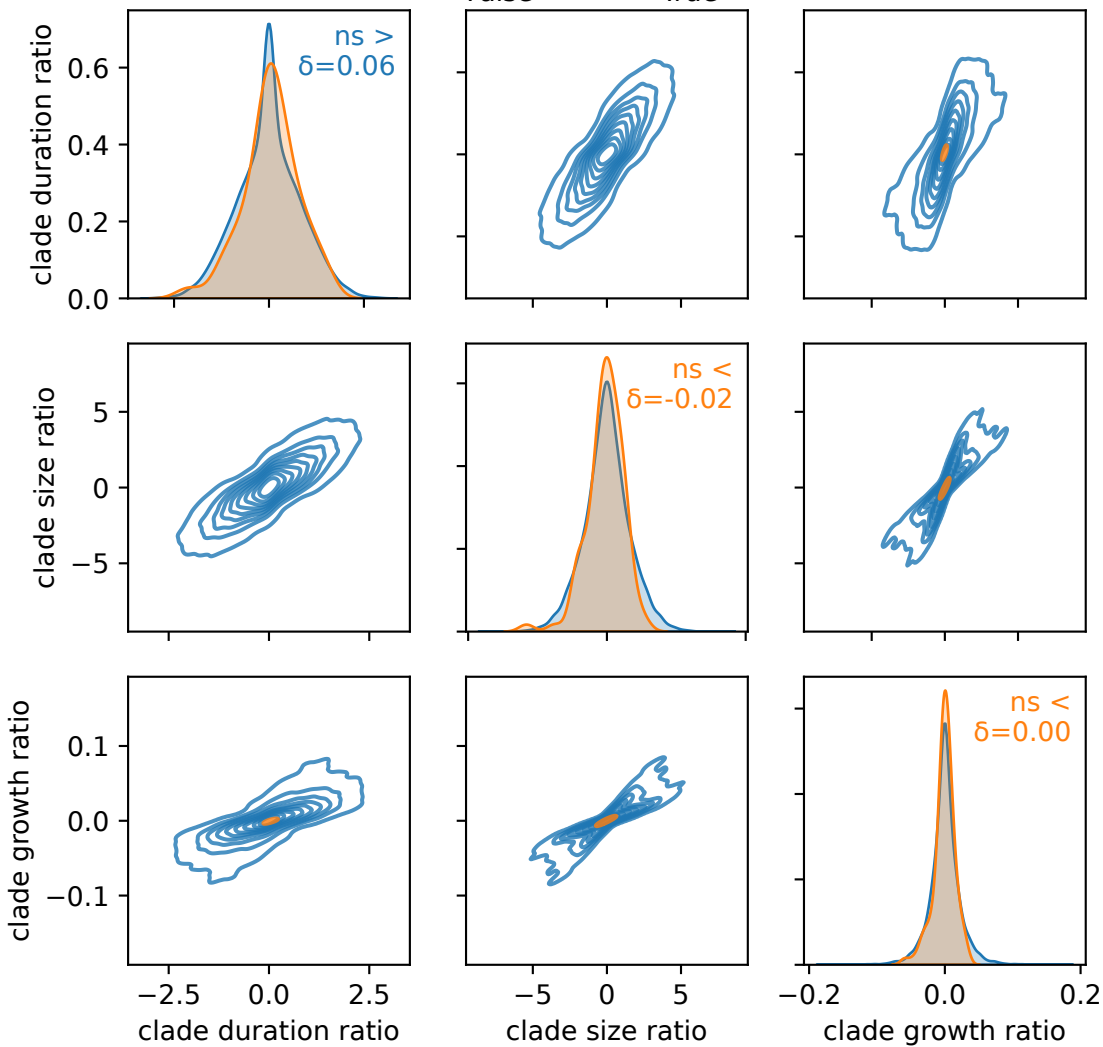 ns >
δ=0.06
clade duration ratio
0.6
0.4
0.2
0.0
ns <
δ=-0.02
clade size ratio
5
0
−5
ns <
δ=0.00
clade growth ratio
0.1
0.0
−0.1
−2.5 0.0 2.5
−5 0 5
−0.2 0.0 0.2
clade duration ratio
clade size ratio
clade growth ratio